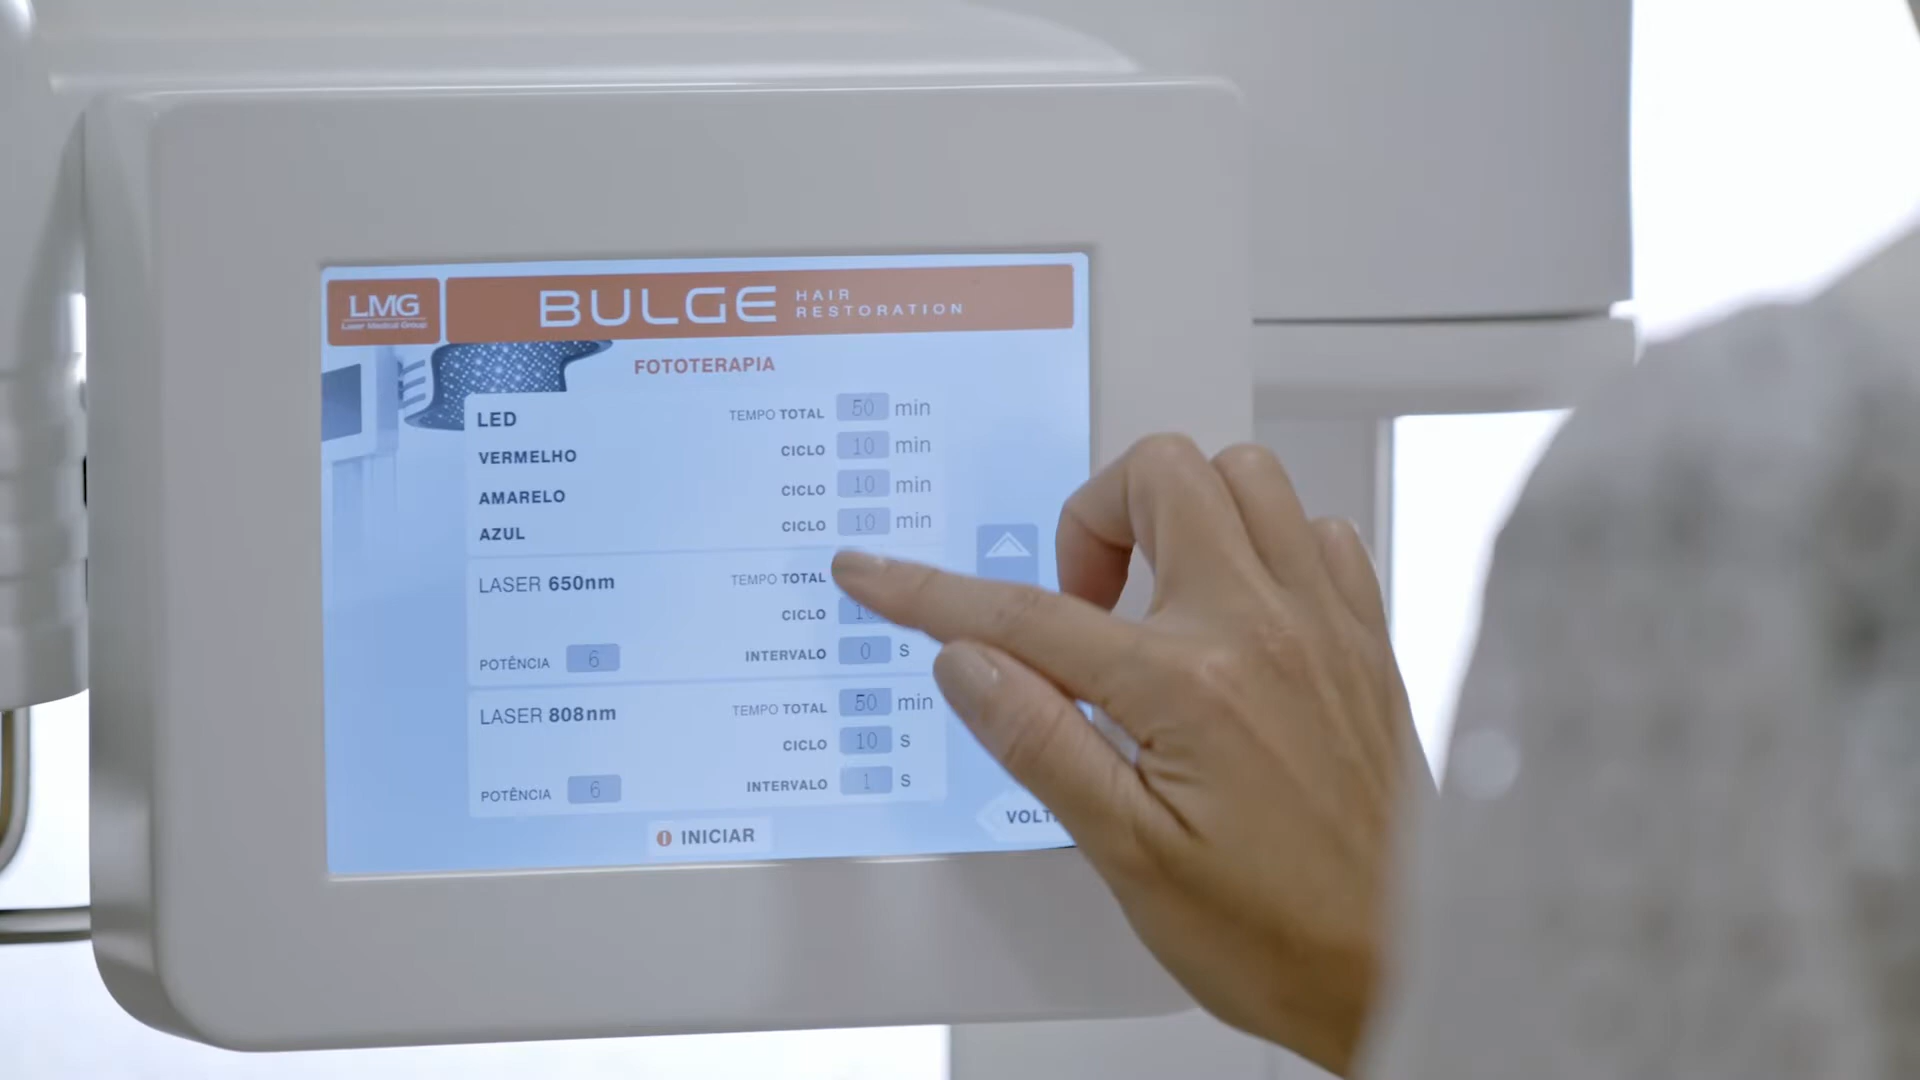 LMG
Laser Medical Group
BULGE HAIR RESTORATION
FOTOTERAPIA
LED TEMPO TOTAL 50 min
VERMELHO CICLO 10 min
AMARELO CICLO 10 min
AZUL CICLO 10 min
LASER 650nm TEMPO TOTAL
CICLO
POTÊNCIA 6 INTERVALO 0 S
LASER 808nm TEMPO TOTAL 50 min
CICLO 10 S
POTÊNCIA 6 INTERVALO 1 S
INICIAR